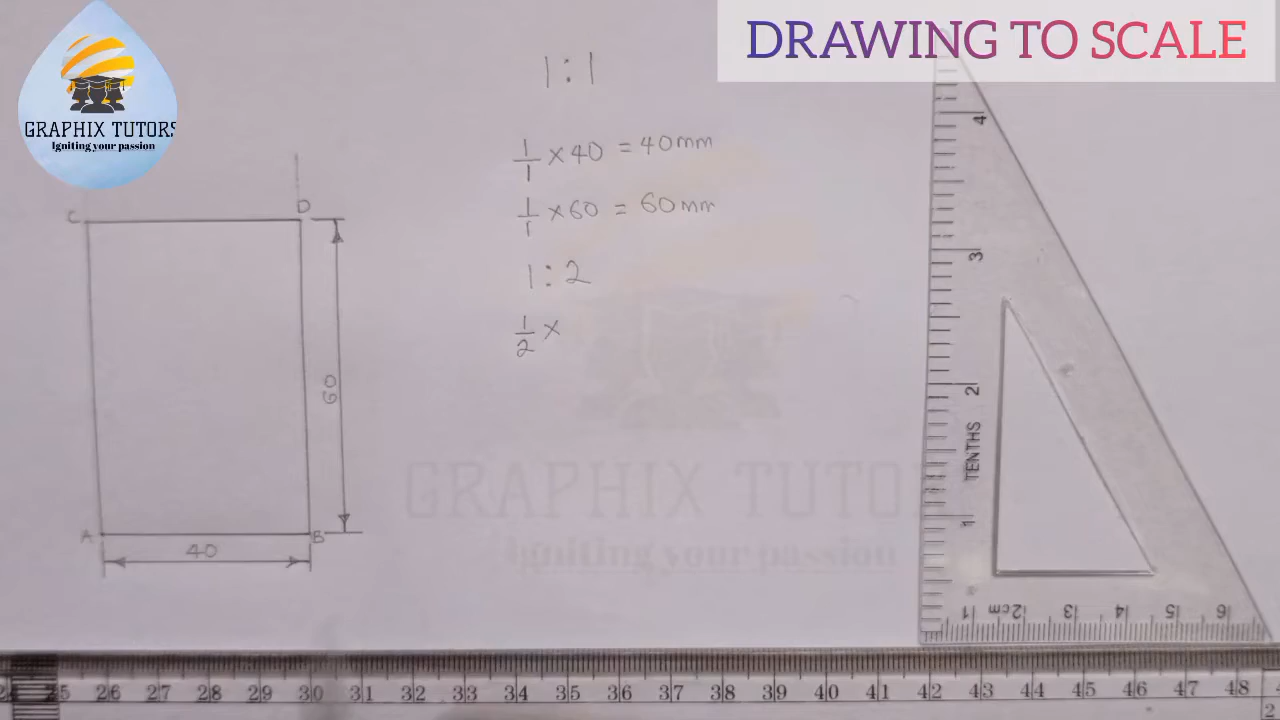 DRAWING TO SCALE
GRAPHIX TUTORS
Igniting your passion
1:1
1/1 × 40 = 40mm
1/1 × 60 = 60mm
1:2
1/2 ×
C
D
60
A
B
40
GRAPHIX TUTO
Igniting your passion
4
3
2
TENTHS
1
1 2cm 3 4 5 6
24 25 26 27 28 29 30 31 32 33 34 35 36 37 38 39 40 41 42 43 44 45 46 47 48
2